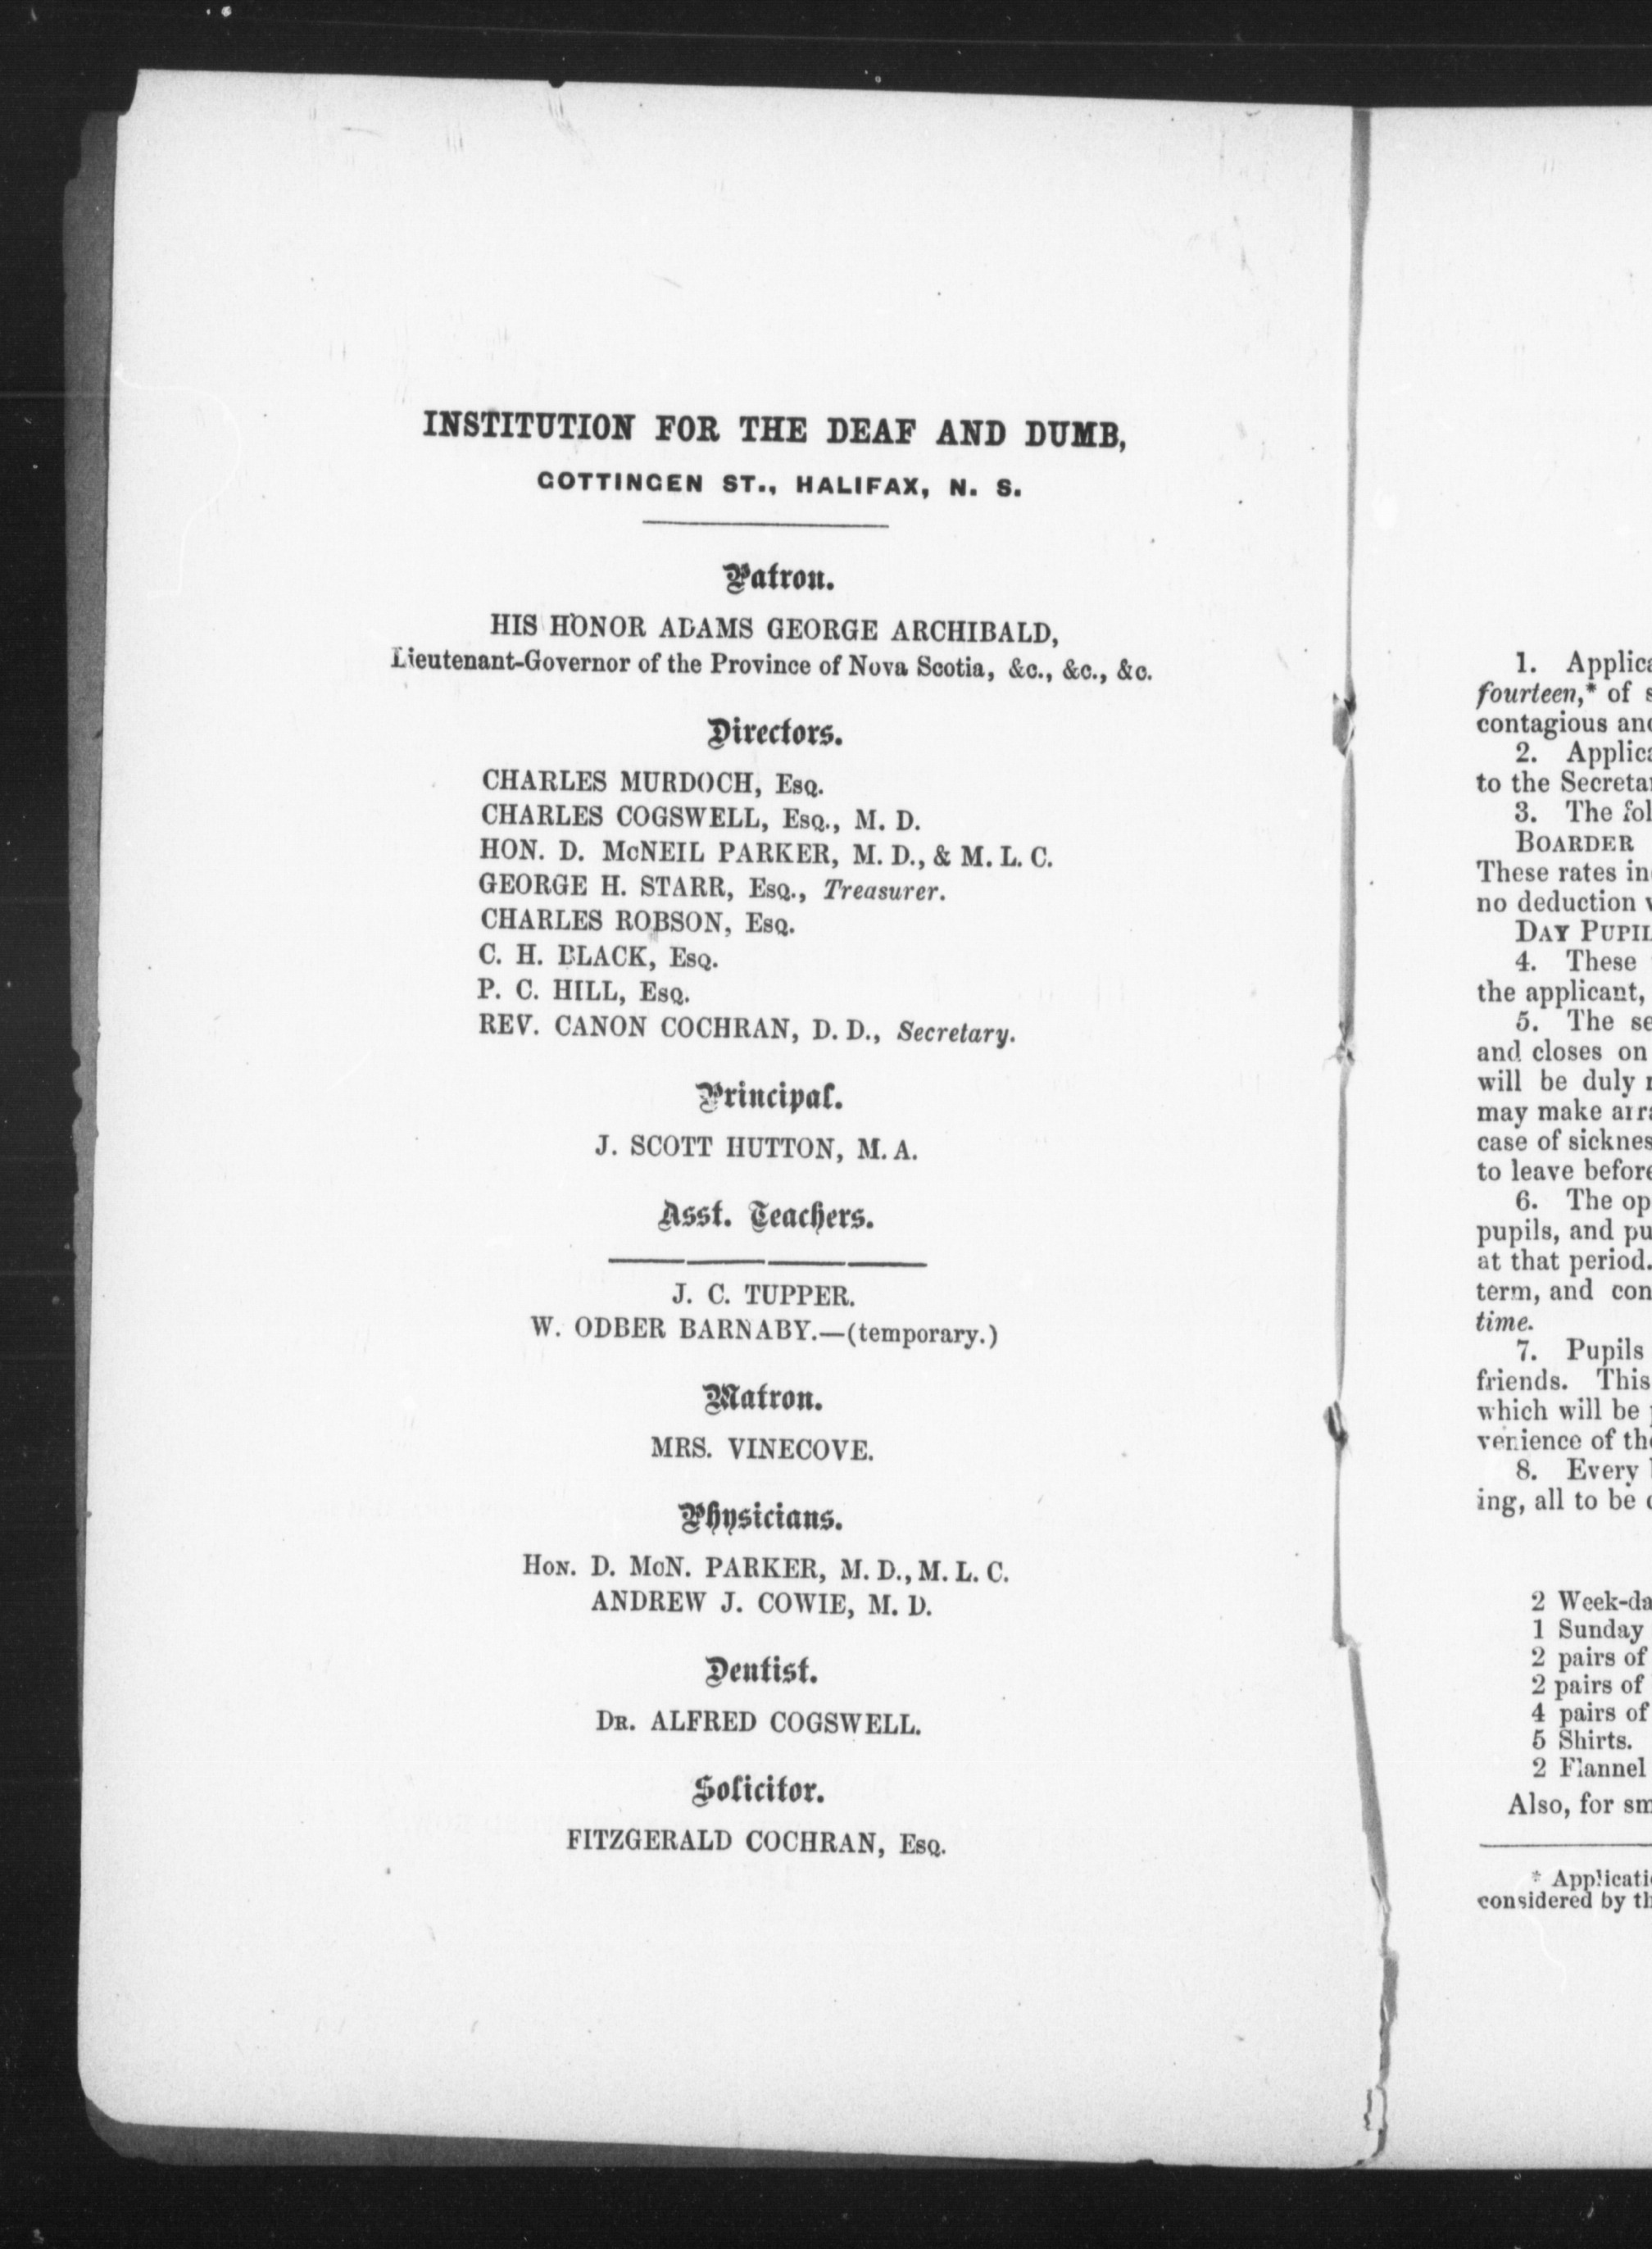 INSTITUTION FOR THE DEAF AND DUMB,
GOTTINGEN ST., HALIFAX, N. S.
Patron.
HIS HONOR ADAMS GEORGE ARCHIBALD,
Lieutenant-Governor of the Province of Nova Scotia, &c., &c., &c.
Directors.
CHARLES MURDOCH, Esq.
CHARLES COGSWELL, Esq., M. D.
HON. D. McNEIL PARKER, M. D., & M. L. C.
GEORGE H. STARR, Esq., Treasurer.
CHARLES ROBSON, Esq.
C. H. BLACK, Esq.
P. C. HILL, Esq.
REV. CANON COCHRAN, D. D., Secretary.
Principal.
J. SCOTT HUTTON, M. A.
Asst. Teachers.
J. C. TUPPER.
W. ODBER BARNABY.—(temporary.)
Matron.
MRS. VINECOVE.
Physicians.
Hon. D. McN. PARKER, M. D., M. L. C.
ANDREW J. COWIE, M. D.
Dentist.
Dr. ALFRED COGSWELL.
Solicitor.
FITZGERALD COCHRAN, Esq.
1. Applica
fourteen,* of s
contagious and
2. Applica
to the Secretar
3. The fol
BOARDER
These rates in
no deduction w
DAY PUPIL
4. These
the applicant,
5. The se
and closes on
will be duly
may make arra
case of sicknes
to leave before
6. The op
pupils, and pu
at that period.
term, and con
time.
7. Pupils
friends. This
which will be
venience of the
8. Every
ing, all to be
2 Week-da
1 Sunday
2 pairs of
2 pairs of
4 pairs of
5 Shirts.
2 Flannel
Also, for sm
* Applicati
considered by th